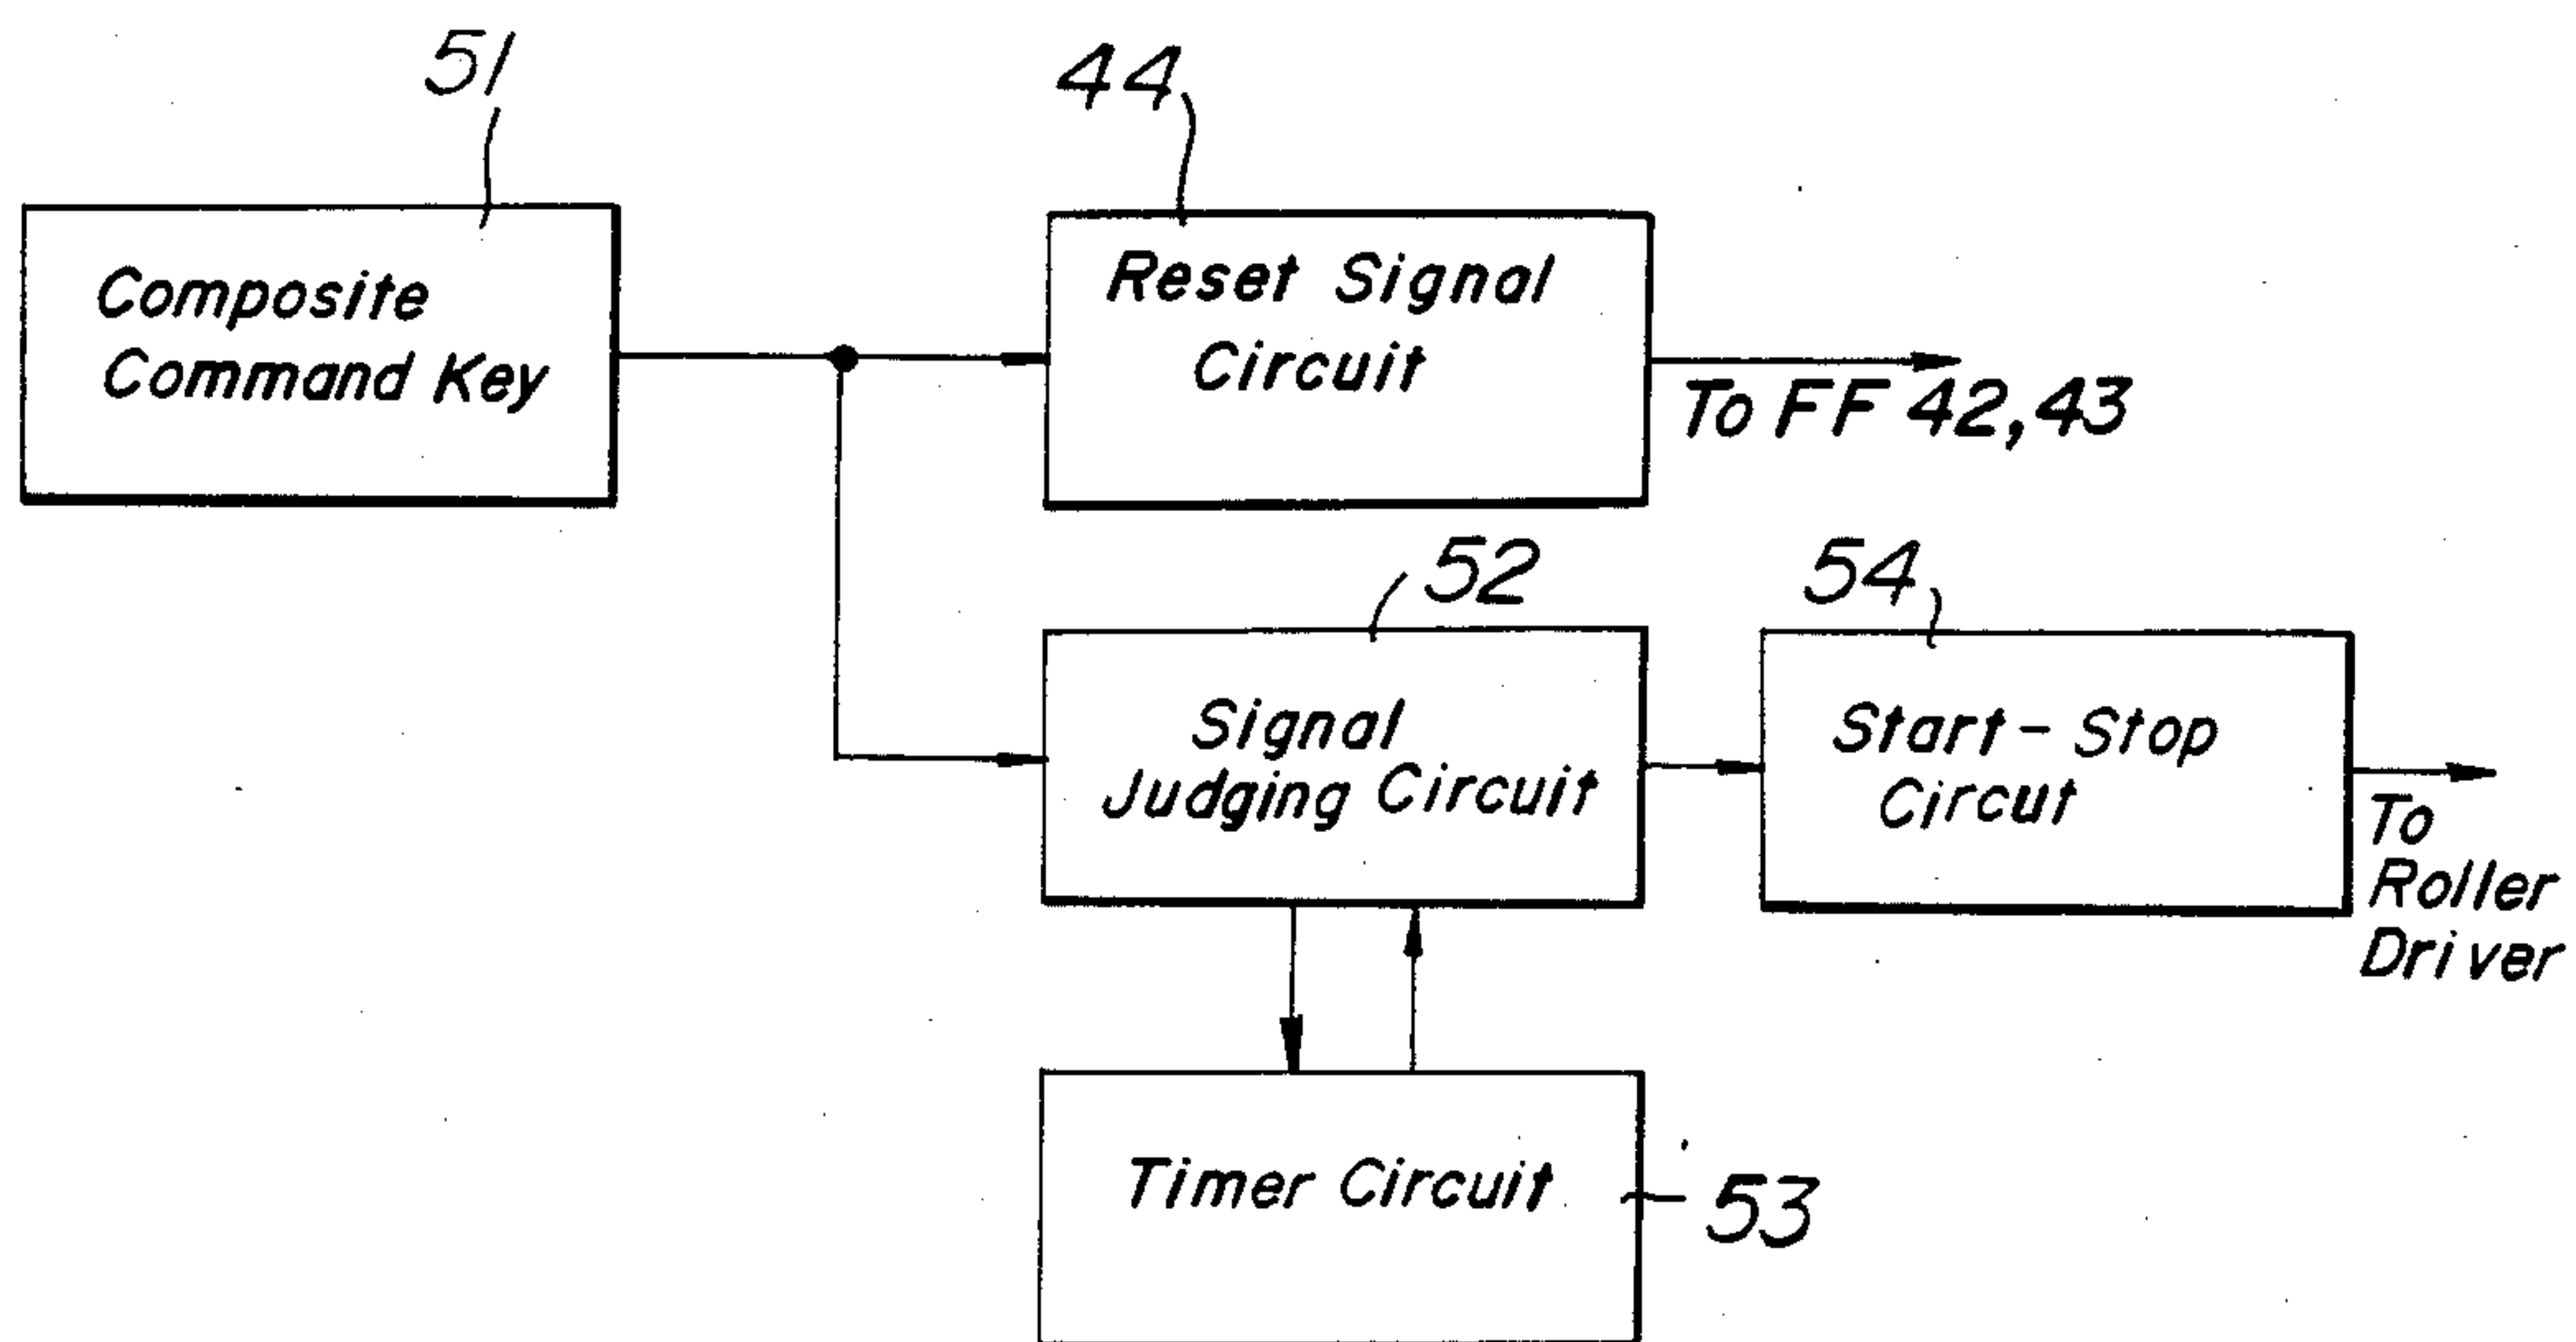 51
44
Composite
Command Key
Reset Signal
Circuit
To FF 42,43
52
54
Signal
Judging Circuit
Start-Stop
Circut
To
Roller
Driver
Timer Circuit
53